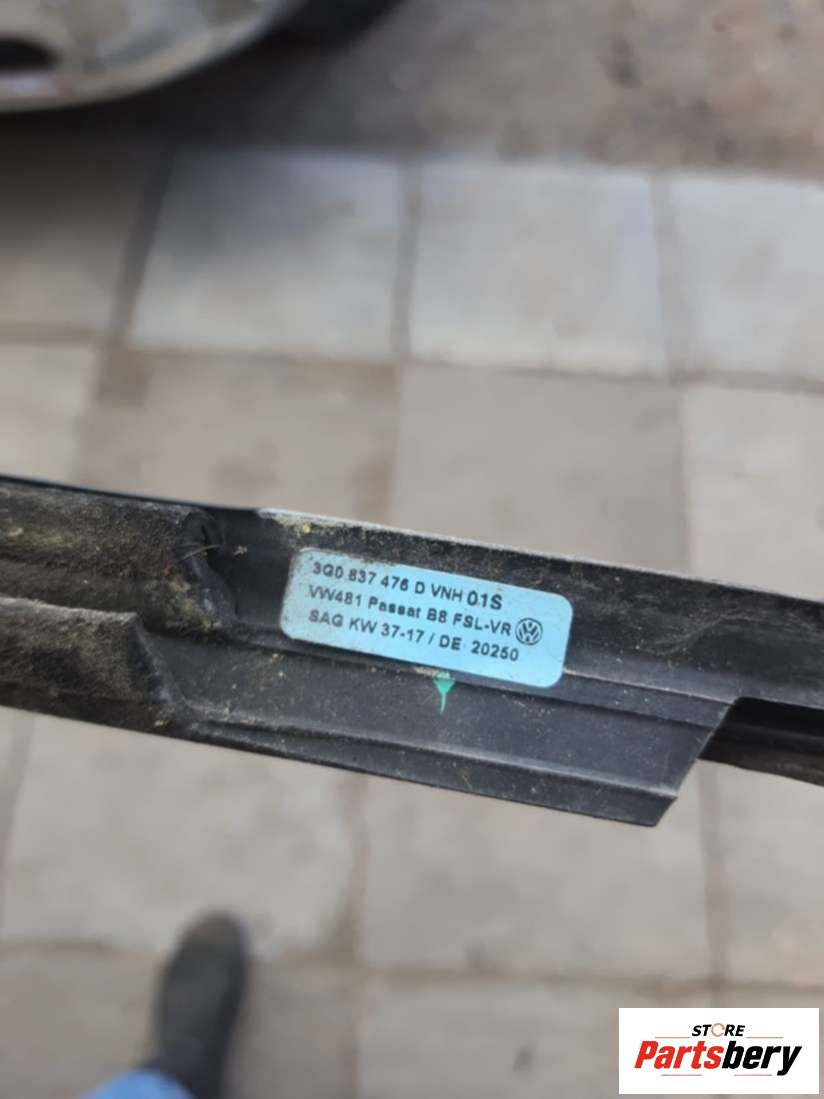 3G0 837 476 D VNH 01S
VW481 Passat B8 FSL-VR
SAG KW 37-17 / DE 20250
STORE
Partsbery